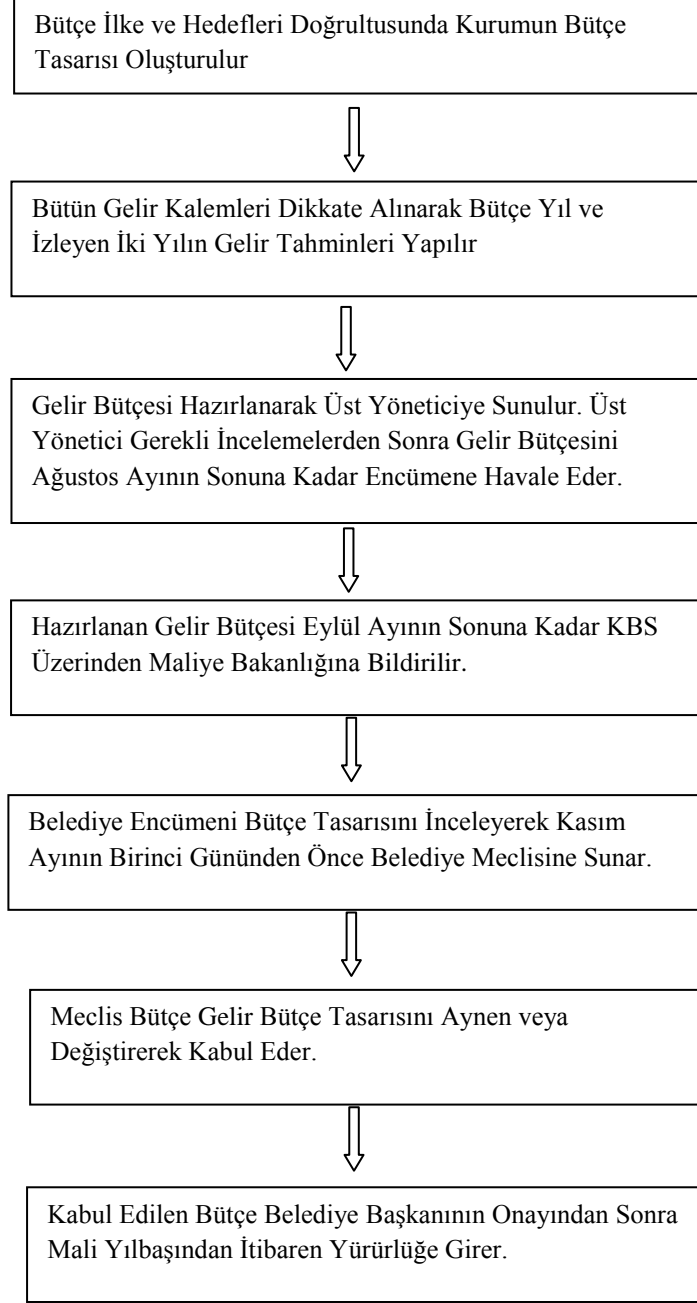 Bütçe İlke ve Hedefleri Doğrultusunda Kurumun Bütçe
Tasarısı Oluşturulur
Bütün Gelir Kalemleri Dikkate Alınarak Bütçe Yıl ve
İzleyen İki Yılın Gelir Tahminleri Yapılır
Gelir Bütçesi Hazırlanarak Üst Yöneticiye Sunulur. Üst
Yönetici Gerekli İncelemelerden Sonra Gelir Bütçesini
Ağustos Ayının Sonuna Kadar Encümene Havale Eder.
Hazırlanan Gelir Bütçesi Eylül Ayının Sonuna Kadar KBS
Üzerinden Maliye Bakanlığına Bildirilir.
Belediye Encümeni Bütçe Tasarısını İnceleyerek Kasım
Ayının Birinci Gününden Önce Belediye Meclisine Sunar.
Meclis Bütçe Gelir Bütçe Tasarısını Aynen veya
Değiştirerek Kabul Eder.
Kabul Edilen Bütçe Belediye Başkanının Onayından Sonra
Mali Yılbaşından İtibaren Yürürlüğe Girer.